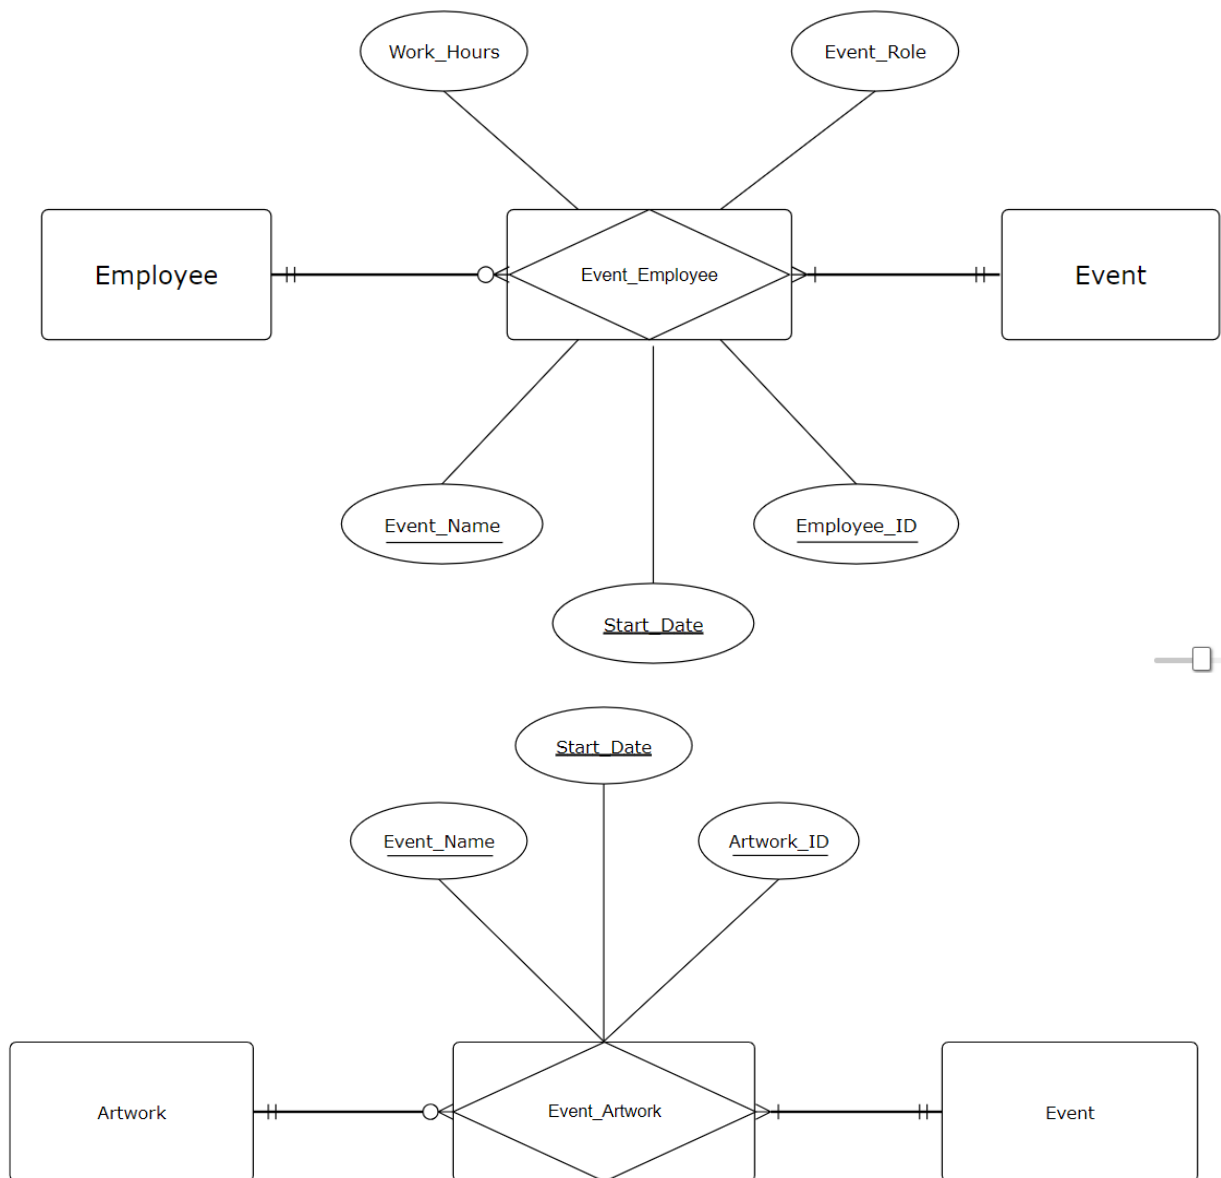 Work_Hours
Event_Role
Employee
Event_Employee
Event
Event_Name
Employee_ID
Start_Date
Start_Date
Event_Name
Artwork_ID
Artwork
Event_Artwork
Event